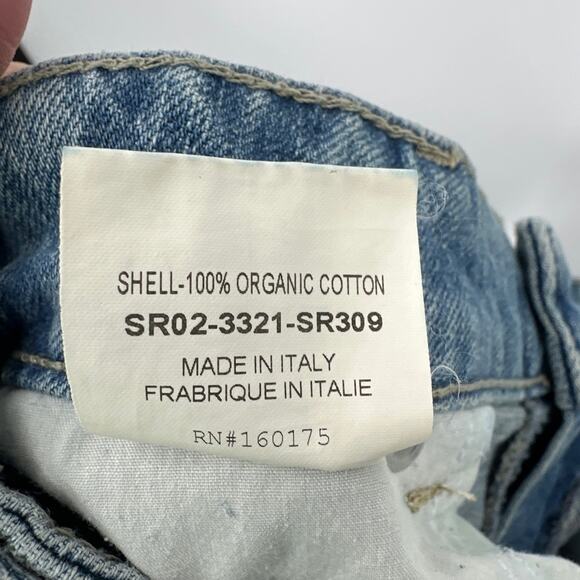 SHELL-100% ORGANIC COTTON
SR02-3321-SR309
MADE IN ITALY
FRABRIQUE IN ITALIE
RN#160175